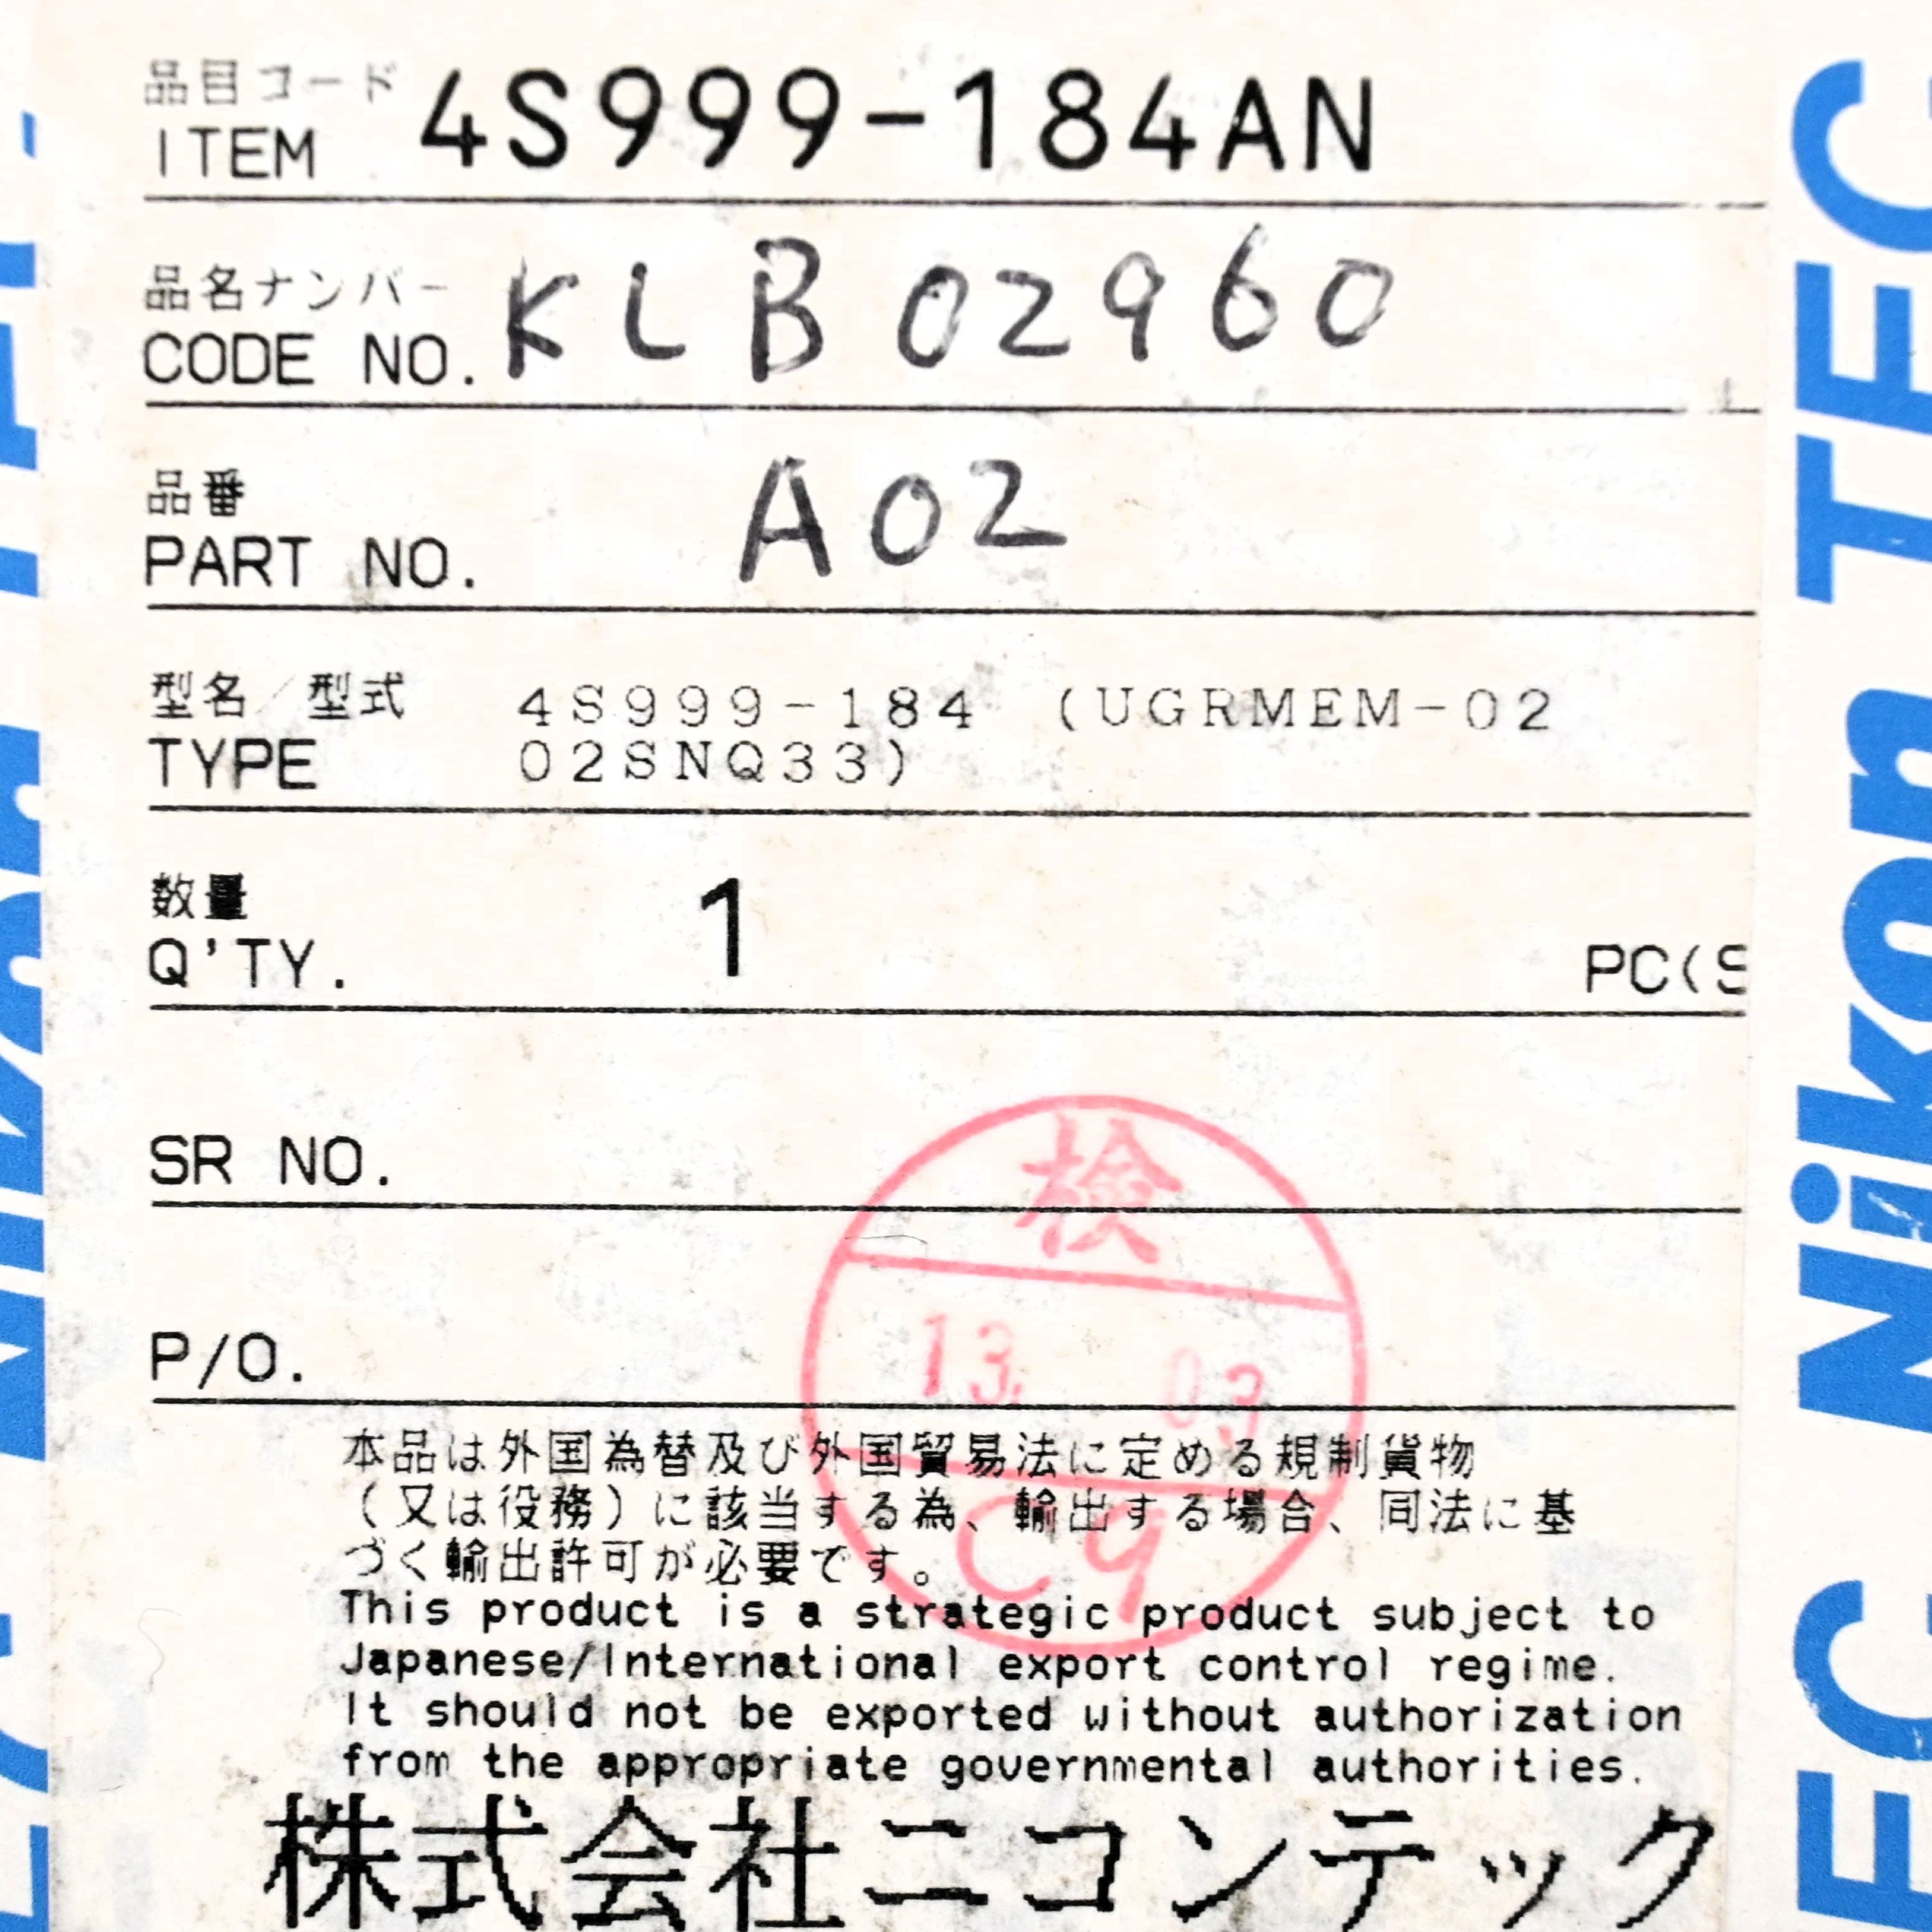 品目コード
ITEM 4S999-184AN
品名ナンバー
CODE NO. KLB02960
品番
PART NO. A02
型名/型式
TYPE 4S999-184 (UGRMEM-02
02SNQ33)
数量
Q'TY. 1 PC(S
SR NO.
検
P/O.
13. 03
C9
本品は外国為替及び外国貿易法に定める規制貨物
(又は役務)に該当する為、輸出する場合、同法に基
づく輸出許可が必要です。
This product is a strategic product subject to
Japanese/International export control regime.
It should not be exported without authorization
from the appropriate governmental authorities.
株式会社ニコンテック
Nikon TEC